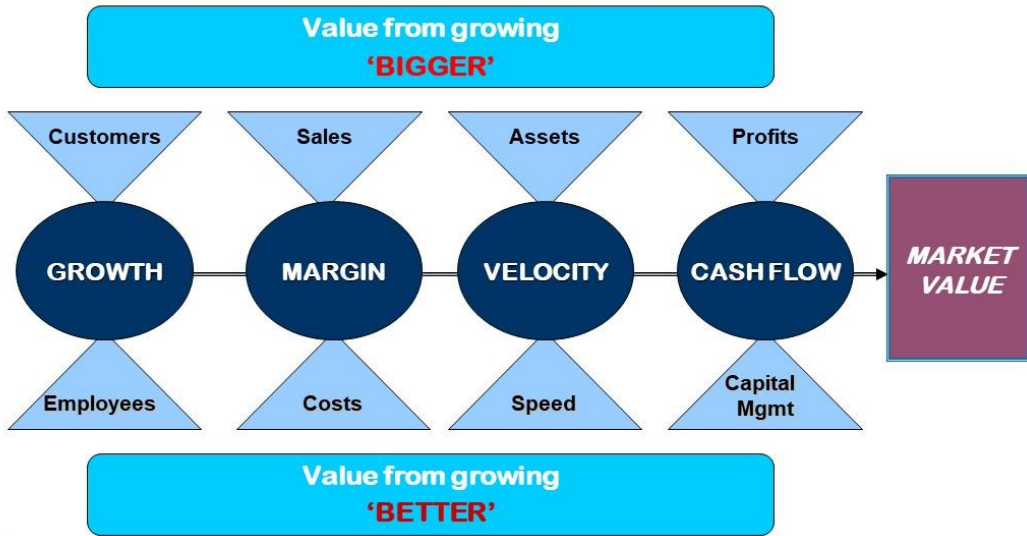 Value from growing
‘BIGGER’
Customers
Sales
Assets
Profits
GROWTH
MARGIN
VELOCITY
CASH FLOW
MARKET
VALUE
Employees
Costs
Speed
Capital
Mgmt
Value from growing
‘BETTER’